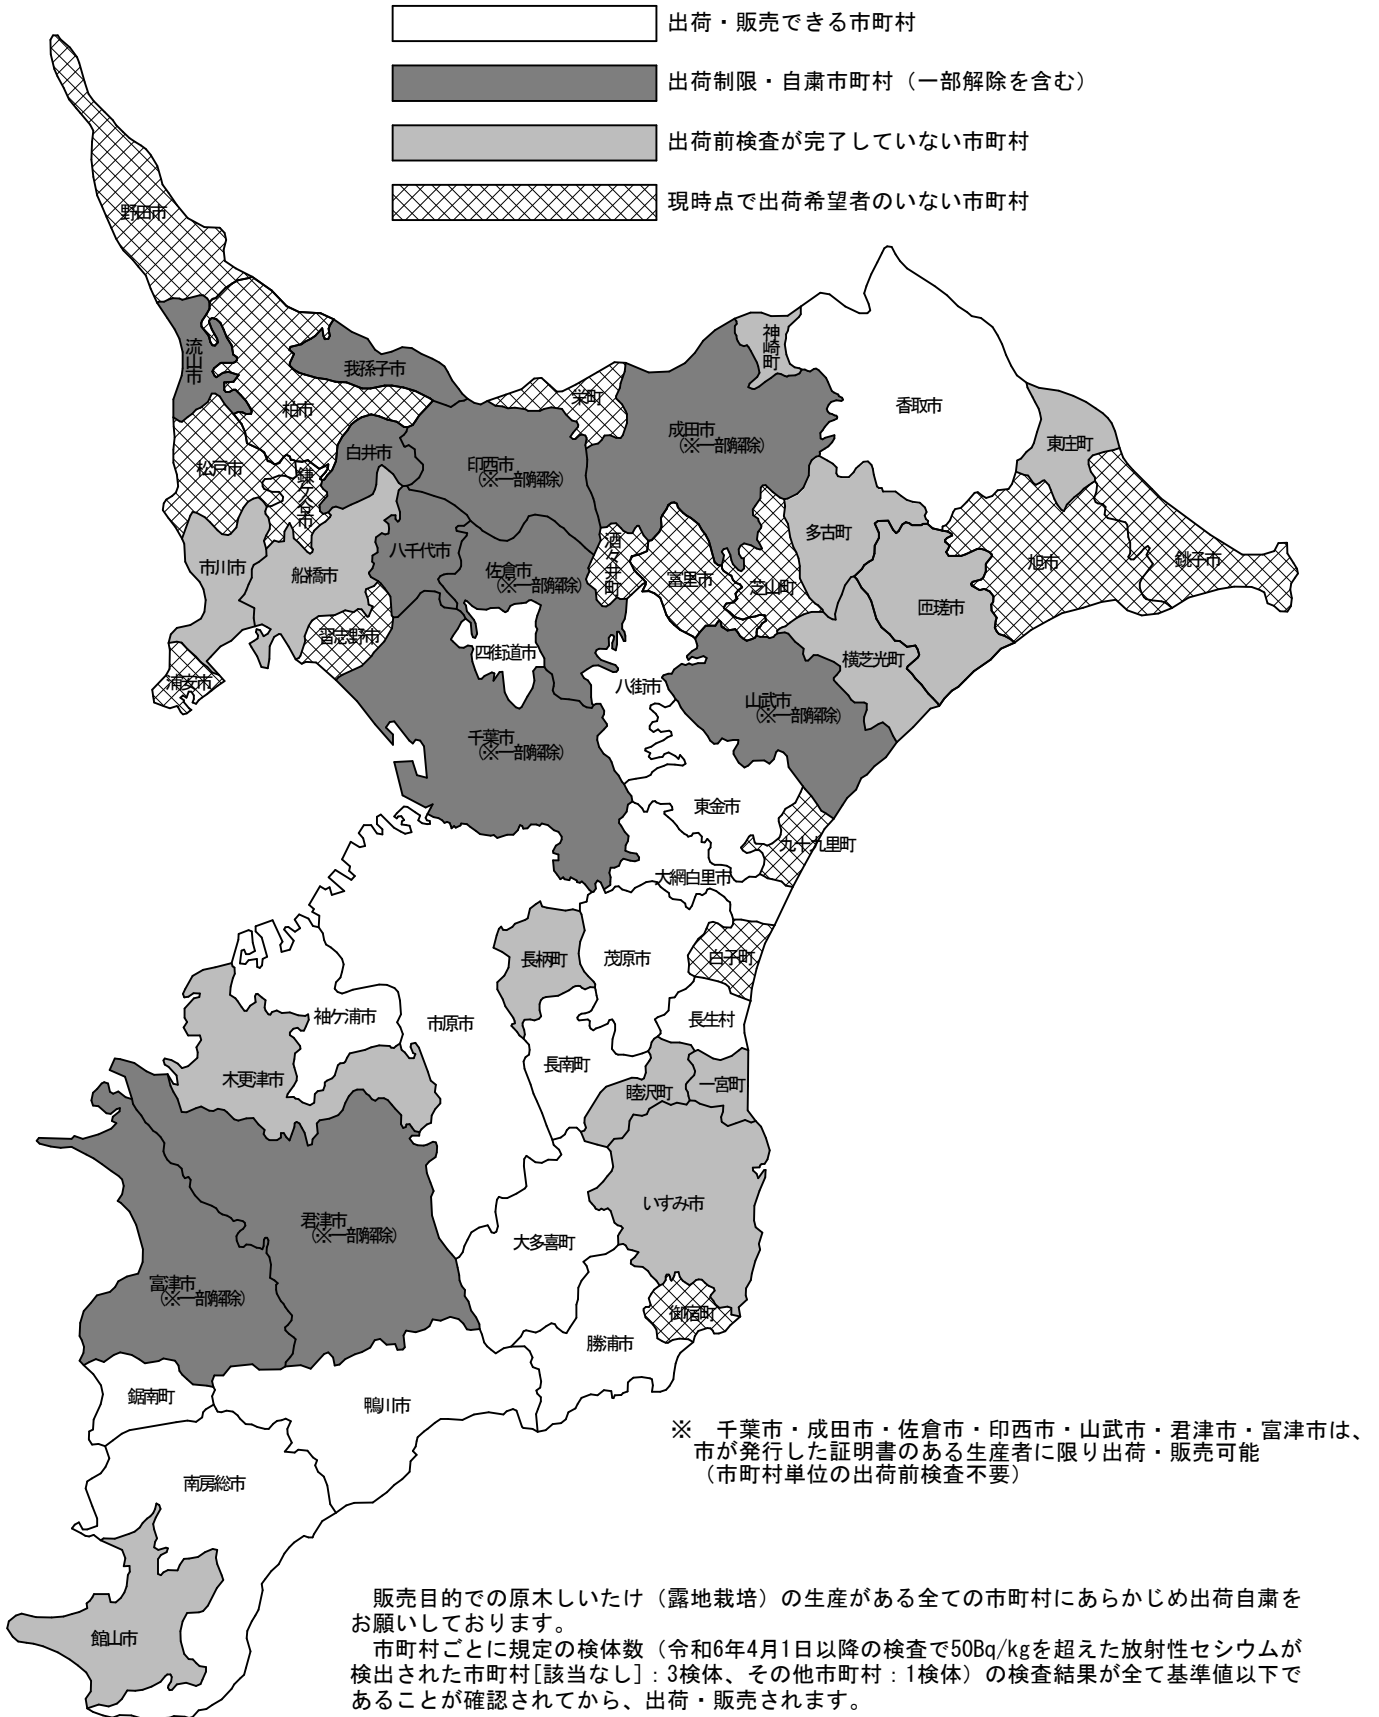 出荷・販売できる市町村
出荷制限・自粛市町村（一部解除を含む）
出荷前検査が完了していない市町村
現時点で出荷希望者のいない市町村
野田市
流山市
我孫子市
柏市
松戸市
鎌ケ谷市
白井市
印西市
(※一部解除)
栄町
成田市
(※一部解除)
神崎町
香取市
東庄町
銚子市
旭市
匝瑳市
多古町
横芝光町
芝山町
富里市
酒々井町
佐倉市
(※一部解除)
八千代市
船橋市
市川市
浦安市
習志野市
四街道市
八街市
山武市
(※一部解除)
千葉市
(※一部解除)
東金市
九十九里町
大網白里市
茂原市
白子町
長柄町
長生村
長南町
睦沢町
一宮町
市原市
袖ケ浦市
木更津市
君津市
(※一部解除)
富津市
(※一部解除)
いすみ市
大多喜町
御宿町
勝浦市
鴨川市
鋸南町
南房総市
館山市
※　千葉市・成田市・佐倉市・印西市・山武市・君津市・富津市は、
市が発行した証明書のある生産者に限り出荷・販売可能
（市町村単位の出荷前検査不要）
　販売目的での原木しいたけ（露地栽培）の生産がある全ての市町村にあらかじめ出荷自粛を
お願いしております。
　市町村ごとに規定の検体数（令和6年4月1日以降の検査で50Bq/kgを超えた放射性セシウムが
検出された市町村[該当なし]：3検体、その他市町村：1検体）の検査結果が全て基準値以下で
あることが確認されてから、出荷・販売されます。